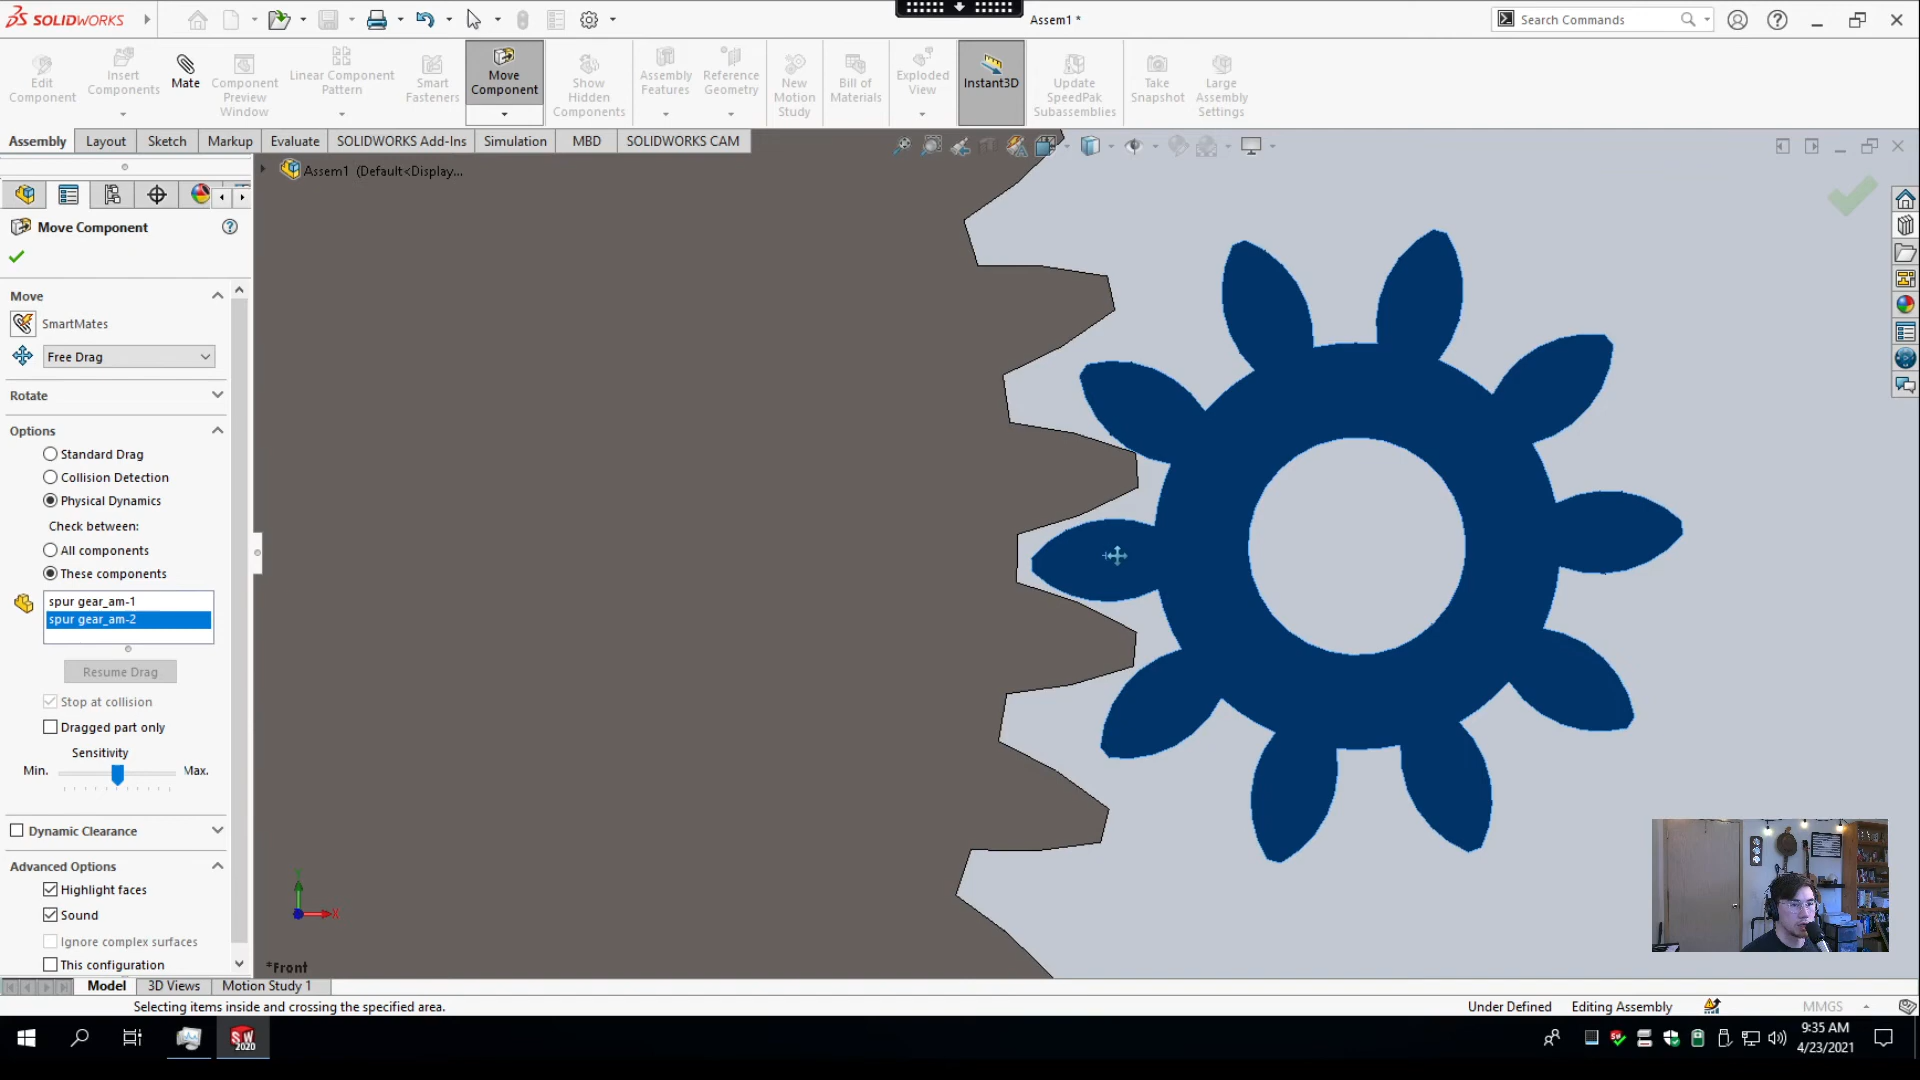 SOLIDWORKS
Assem1 *
Search Commands
Edit Component
Insert Components
Mate
Component Preview Window
Linear Component Pattern
Smart Fasteners
Move Component
Show Hidden Components
Assembly Features
Reference Geometry
New Motion Study
Bill of Materials
Exploded View
Instant3D
Update SpeedPak Subassemblies
Take Snapshot
Large Assembly Settings
Assembly
Layout
Sketch
Markup
Evaluate
SOLIDWORKS Add-Ins
Simulation
MBD
SOLIDWORKS CAM
Assem1 (Default<Display...
Move Component
Move
SmartMates
Free Drag
Rotate
Options
Standard Drag
Collision Detection
Physical Dynamics
Check between:
All components
These components
spur gear_am-1
spur gear_am-2
Resume Drag
Stop at collision
Dragged part only
Sensitivity
Min.
Max.
Dynamic Clearance
Advanced Options
Highlight faces
Sound
Ignore complex surfaces
This configuration
Y
X
*Front
Model
3D Views
Motion Study 1
Selecting items inside and crossing the specified area.
Under Defined
Editing Assembly
MMGS
SW 2020
9:35 AM
4/23/2021